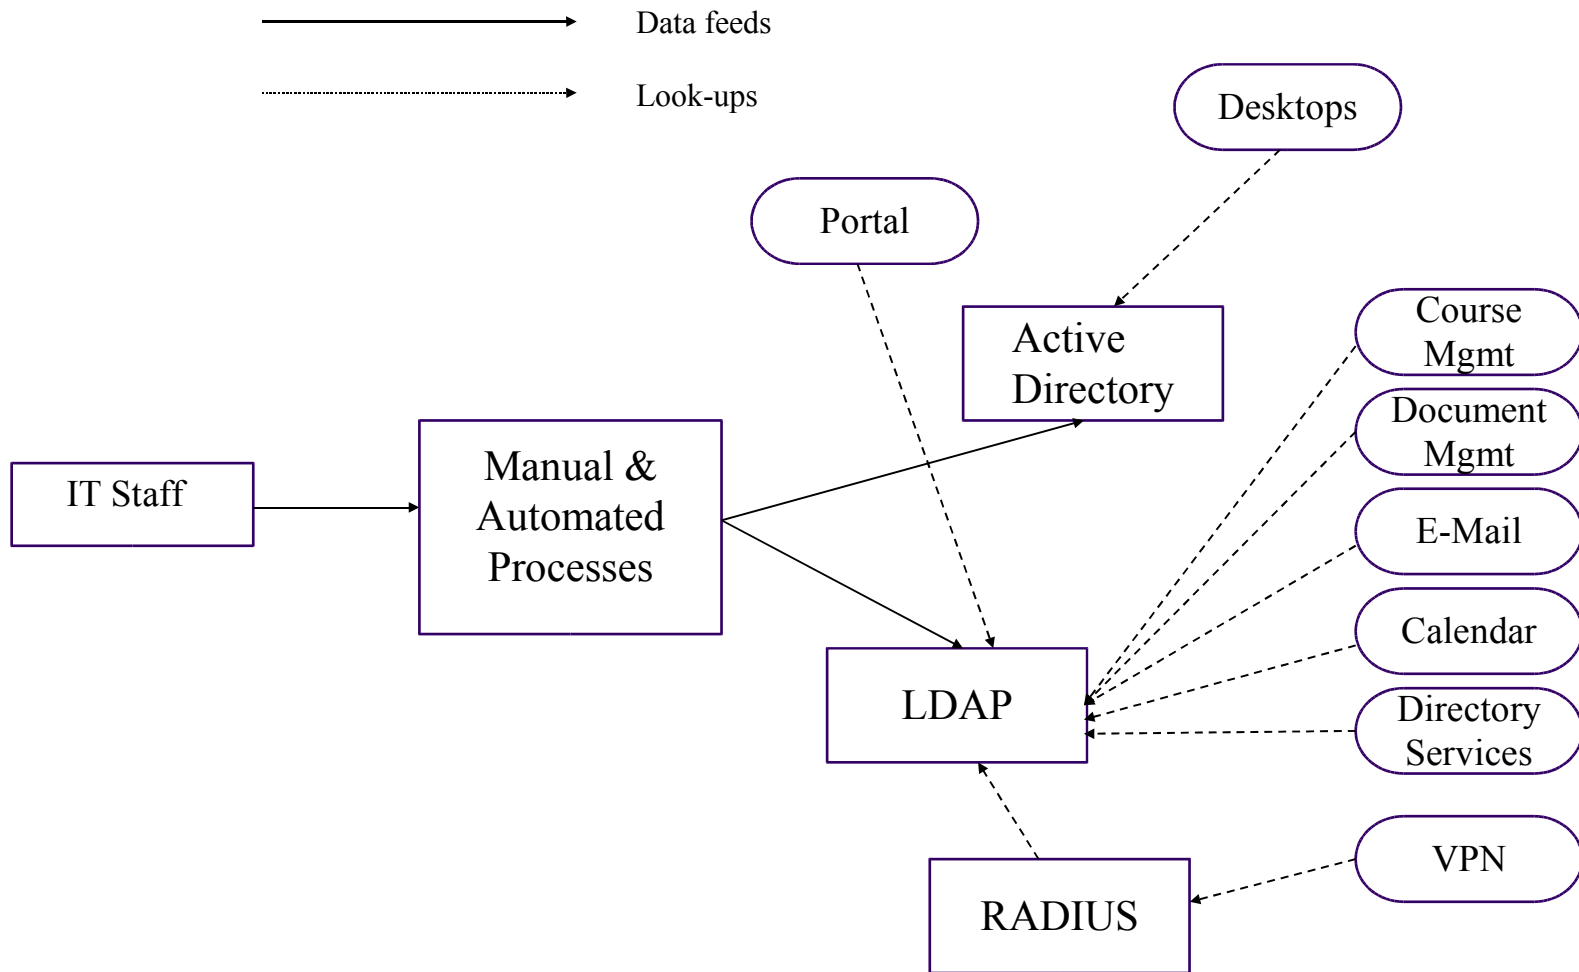 Data feeds
Look-ups
Desktops
Portal
Active
Directory
Course
Mgmt
Document
Mgmt
Manual &
Automated
Processes
IT Staff
E-Mail
Calendar
LDAP
Directory
Services
VPN
RADIUS